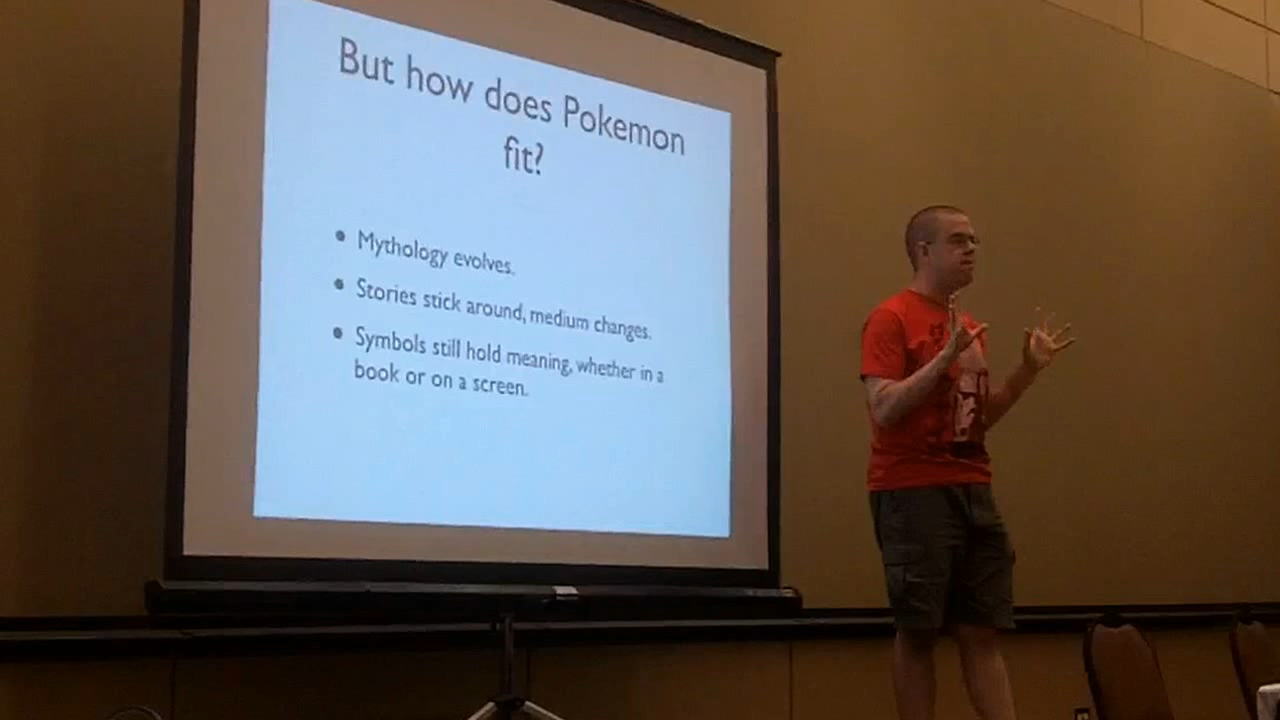 But how does Pokemon
fit?
• Mythology evolves.
• Stories stick around, medium changes.
• Symbols still hold meaning, whether in a
book or on a screen.